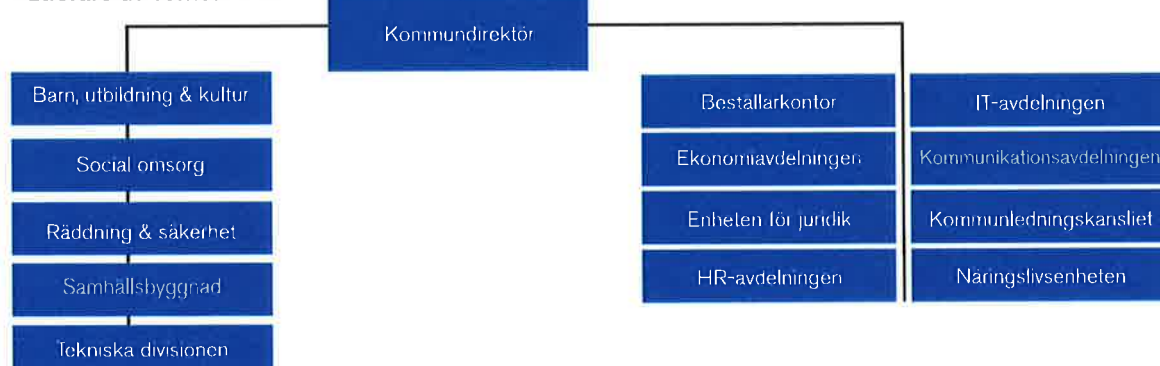 Kommundirektör
Barn, utbildning & kultur
Social omsorg
Räddning & säkerhet
Samhällsbyggnad
Tekniska divisionen
Beställarkontor
Ekonomiavdelningen
Enheten för juridik
HR-avdelningen
IT-avdelningen
Kommunikationsavdelningen
Kommunledningskansliet
Näringslivsenheten